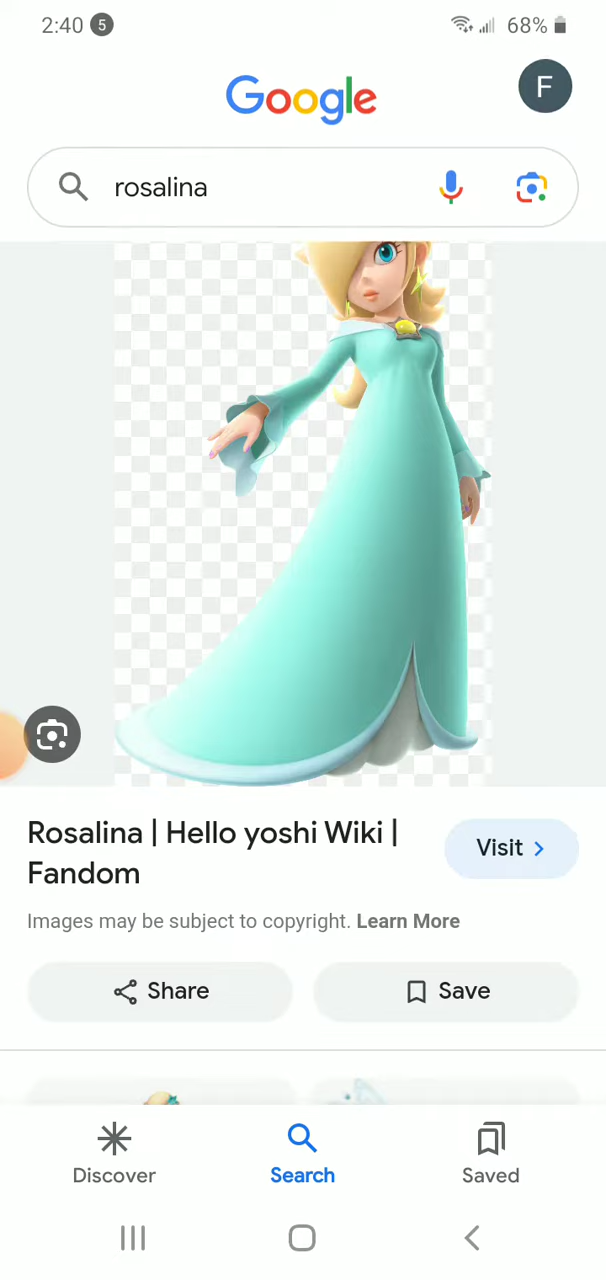 2:40 5 68%
Google
F
rosalina
Rosalina | Hello yoshi Wiki |
Fandom
Visit
Images may be subject to copyright. Learn More
Share Save
Discover Search Saved